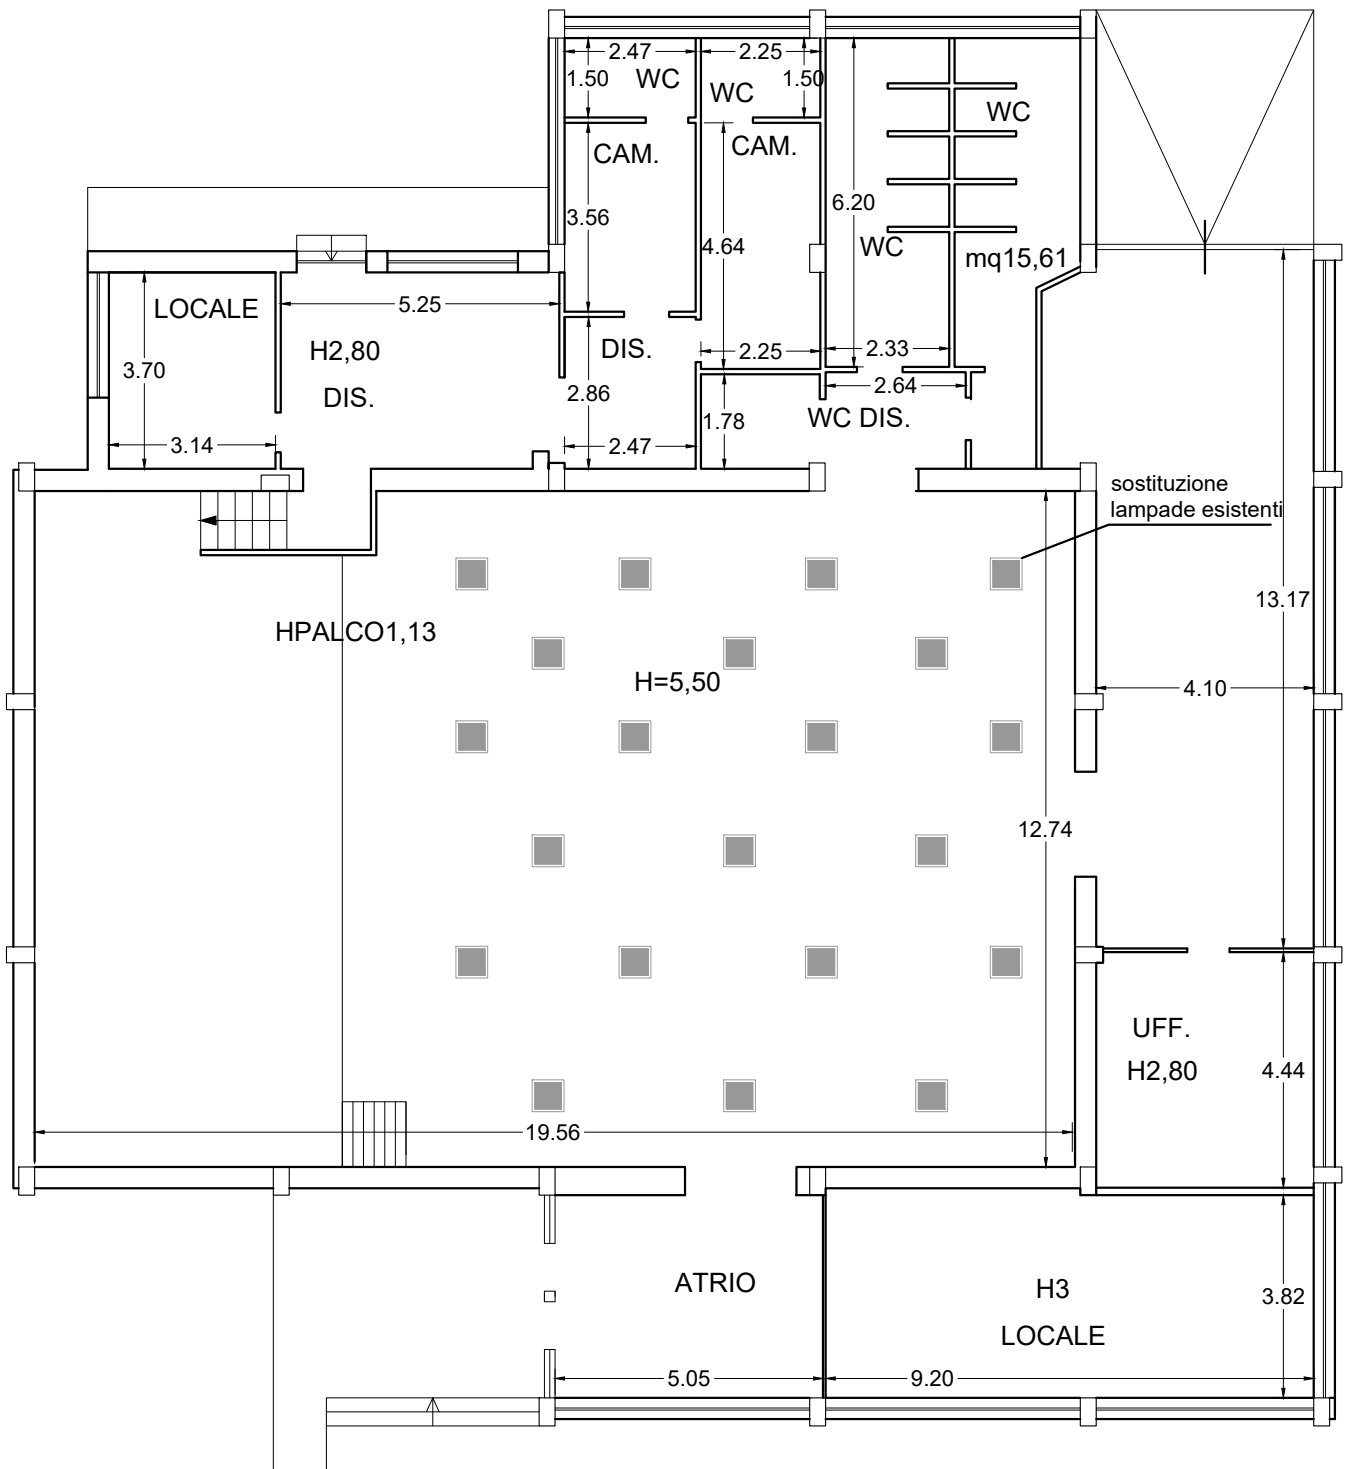 2.47
2.25
1.50
WC
WC
1.50
WC
CAM.
CAM.
3.56
4.64
6.20
WC
mq15,61
LOCALE
5.25
H2,80
DIS.
3.70
3.14
DIS.
2.86
2.47
2.25
1.78
2.33
2.64
WC DIS.
sostituzione
lampade esistenti
13.17
HPALCO1,13
H=5,50
4.10
12.74
UFF.
H2,80
4.44
19.56
ATRIO
H3
LOCALE
3.82
5.05
9.20